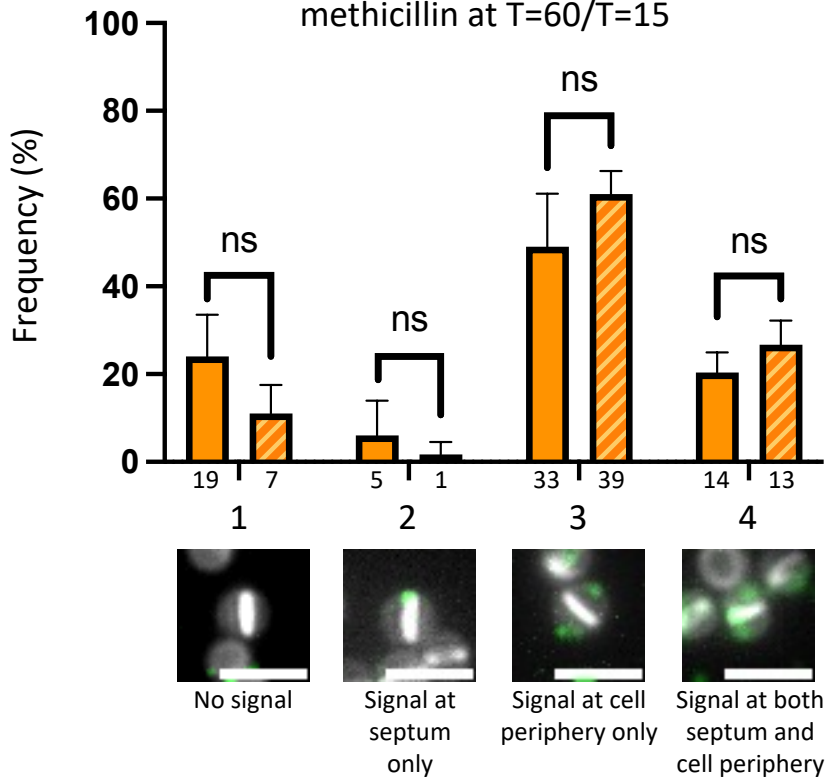 methicillin at T=60/T=15
Frequency (%)
100
80
60
40
20
0
ns
ns
ns
ns
19 7 5 1 33 39 14 13
1 2 3 4
No signal
Signal at
septum
only
Signal at cell
periphery only
Signal at both
septum and
cell periphery